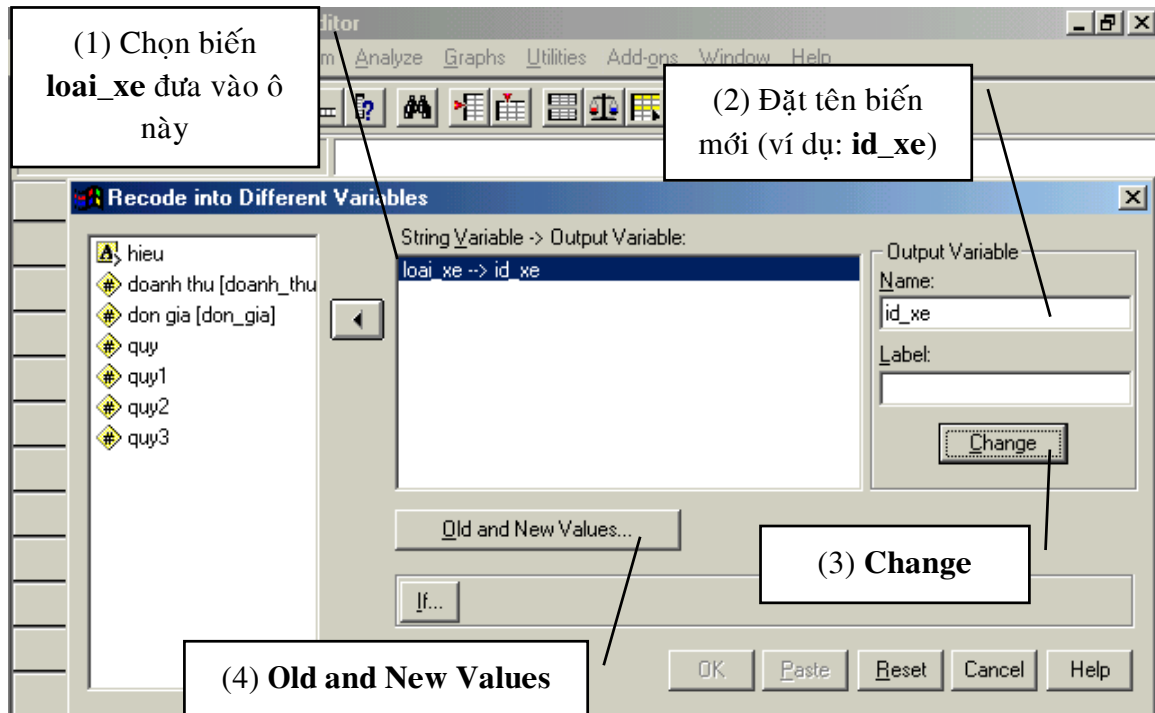 (1) Chọn biến
loai_xe đưa vào ô
này
ditor
Analyze Graphs Utilities Add-ons Window Help
(2) Đặt tên biến
mới (ví dụ: id_xe)
Recode into Different Variables
hieu
doanh thu [doanh_thu
don gia [don_gia]
quy
quy1
quy2
quy3
String Variable -> Output Variable:
loai_xe --> id_xe
Output Variable
Name:
id_xe
Label:
Change
Old and New Values...
(3) Change
If...
(4) Old and New Values
OK Paste Reset Cancel Help